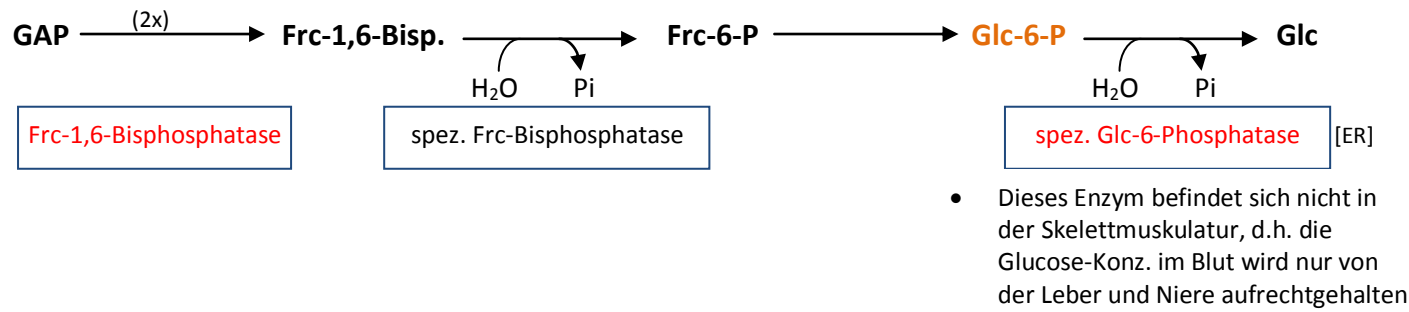 (2x)
GAP Frc-1,6-Bisp. Frc-6-P Glc-6-P Glc
H₂O Pi H₂O Pi
Frc-1,6-Bisphosphatase spez. Frc-Bisphosphatase spez. Glc-6-Phosphatase [ER]
• Dieses Enzym befindet sich nicht in
der Skelettmuskulatur, d.h. die
Glucose-Konz. im Blut wird nur von
der Leber und Niere aufrechtgehalten